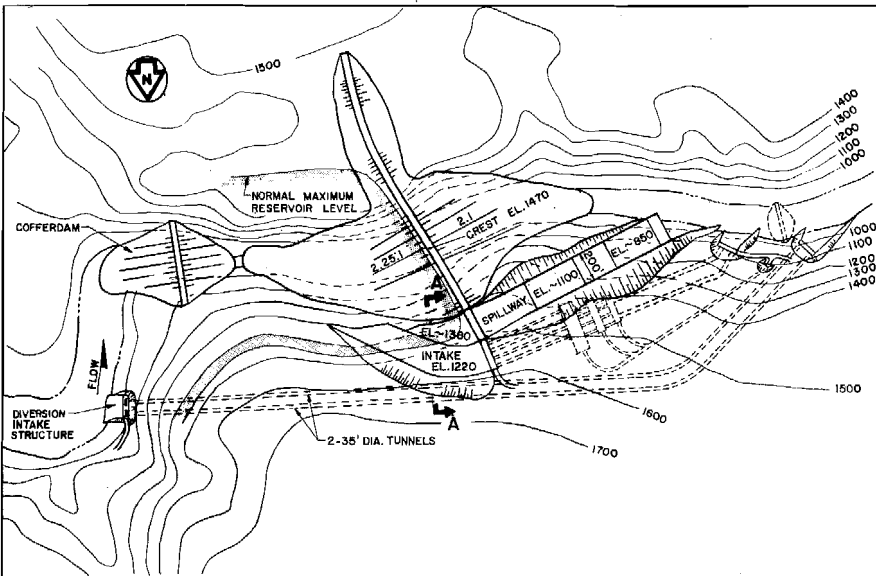 1500
N
1400
1300
1200
1100
1000
NORMAL MAXIMUM
RESERVOIR LEVEL
COFFERDAM
2.1
CREST EL. 1470
2.25:1
A
SPILLWAY
EL.~1100
200'
EL.~850
1000
1100
1200
1300
1400
EL.~1380
INTAKE
EL.1220
FLOW
DIVERSION
INTAKE
STRUCTURE
2-35' DIA. TUNNELS
A
1500
1600
1700